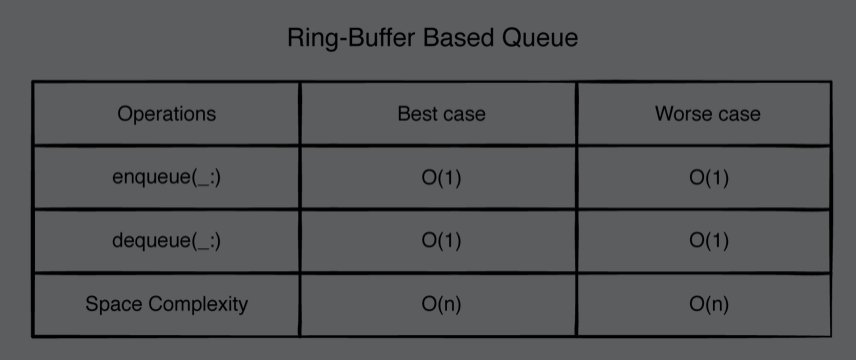 Ring-Buffer Based Queue
Operations Best case Worse case
enqueue(_:) O(1) O(1)
dequeue(_:) O(1) O(1)
Space Complexity O(n) O(n)